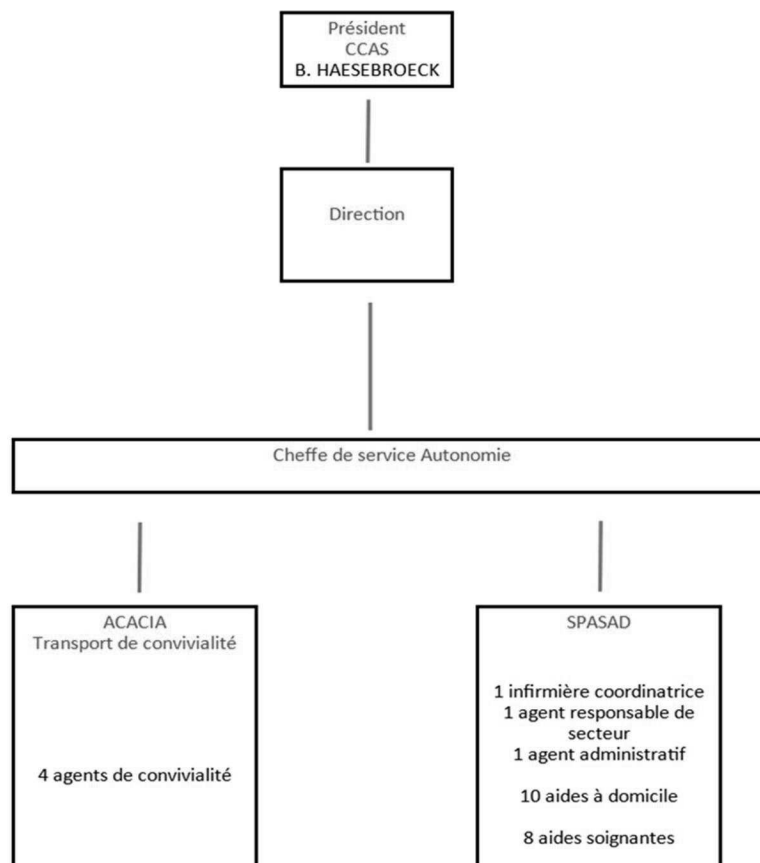 Président
CCAS
B. HAESEBROECK
Direction
Cheffe de service Autonomie
ACACIA
Transport de convivialité
4 agents de convivialité
SPASAD
1 infirmière coordinatrice
1 agent responsable de
secteur
1 agent administratif
10 aides à domicile
8 aides soignantes